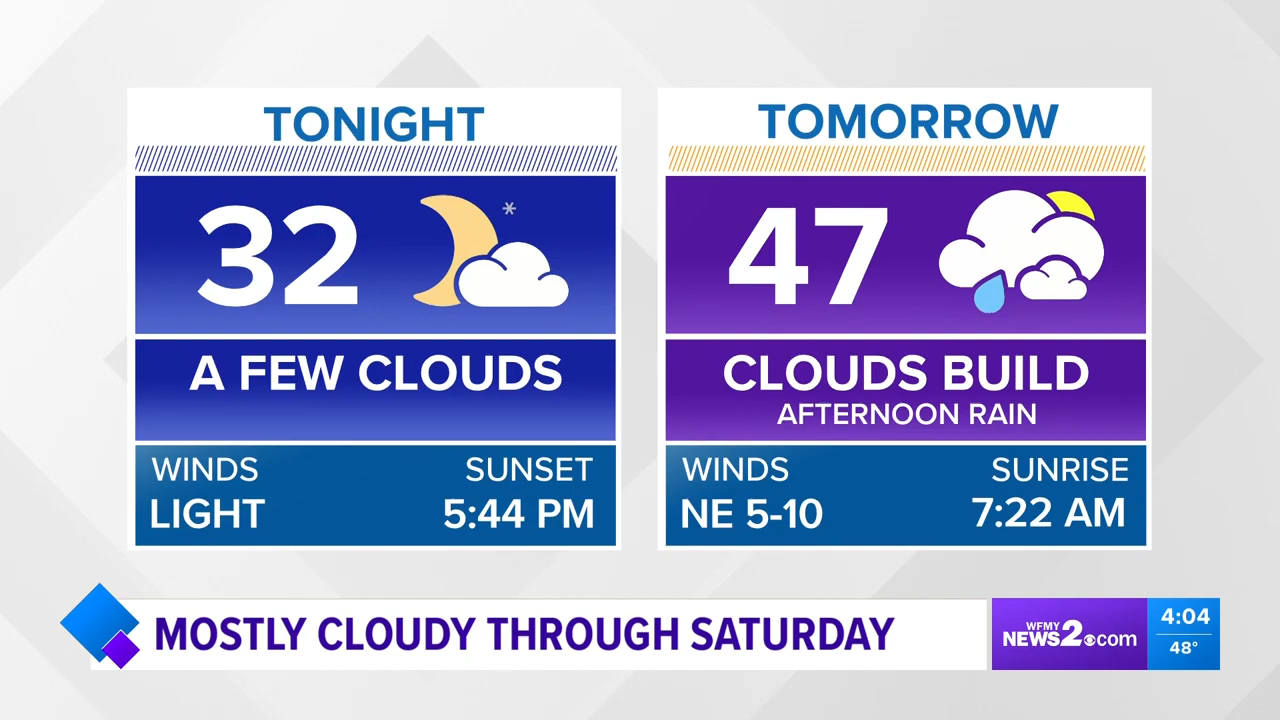 TONIGHT
32
A FEW CLOUDS
WINDS
LIGHT
SUNSET
5:44 PM
TOMORROW
47
CLOUDS BUILD
AFTERNOON RAIN
WINDS
NE 5-10
SUNRISE
7:22 AM
MOSTLY CLOUDY THROUGH SATURDAY
WFMY
NEWS2.com
4:04
48°